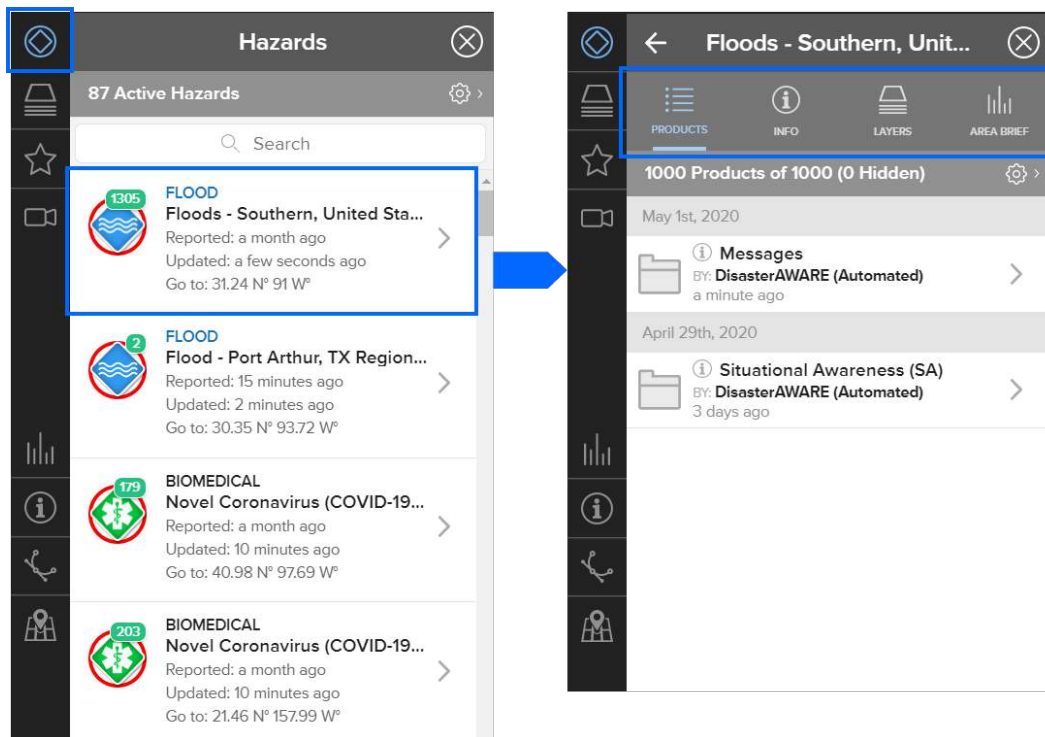 Hazards
87 Active Hazards
Search
1305
FLOOD
Floods - Southern, United Sta...
Reported: a month ago
Updated: a few seconds ago
Go to: 31.24 N° 91 W°
2
FLOOD
Flood - Port Arthur, TX Region...
Reported: 15 minutes ago
Updated: 2 minutes ago
Go to: 30.35 N° 93.72 W°
179
BIOMEDICAL
Novel Coronavirus (COVID-19...
Reported: a month ago
Updated: 10 minutes ago
Go to: 40.98 N° 97.69 W°
203
BIOMEDICAL
Novel Coronavirus (COVID-19...
Reported: a month ago
Updated: 10 minutes ago
Go to: 21.46 N° 157.99 W°
Floods - Southern, Unit...
PRODUCTS INFO LAYERS AREA BRIEF
1000 Products of 1000 (0 Hidden)
May 1st, 2020
Messages
BY: DisasterAWARE (Automated)
a minute ago
April 29th, 2020
Situational Awareness (SA)
BY: DisasterAWARE (Automated)
3 days ago